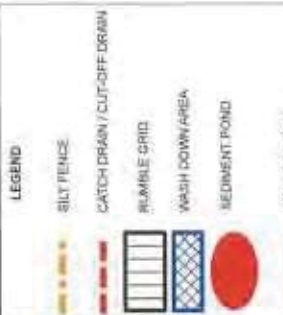 LEGEND
SILT FENCE
CATCH DRAIN / CUT-OFF DRAIN
RUMBLE GRID
WASH DOWN AREA
SEDIMENT POND